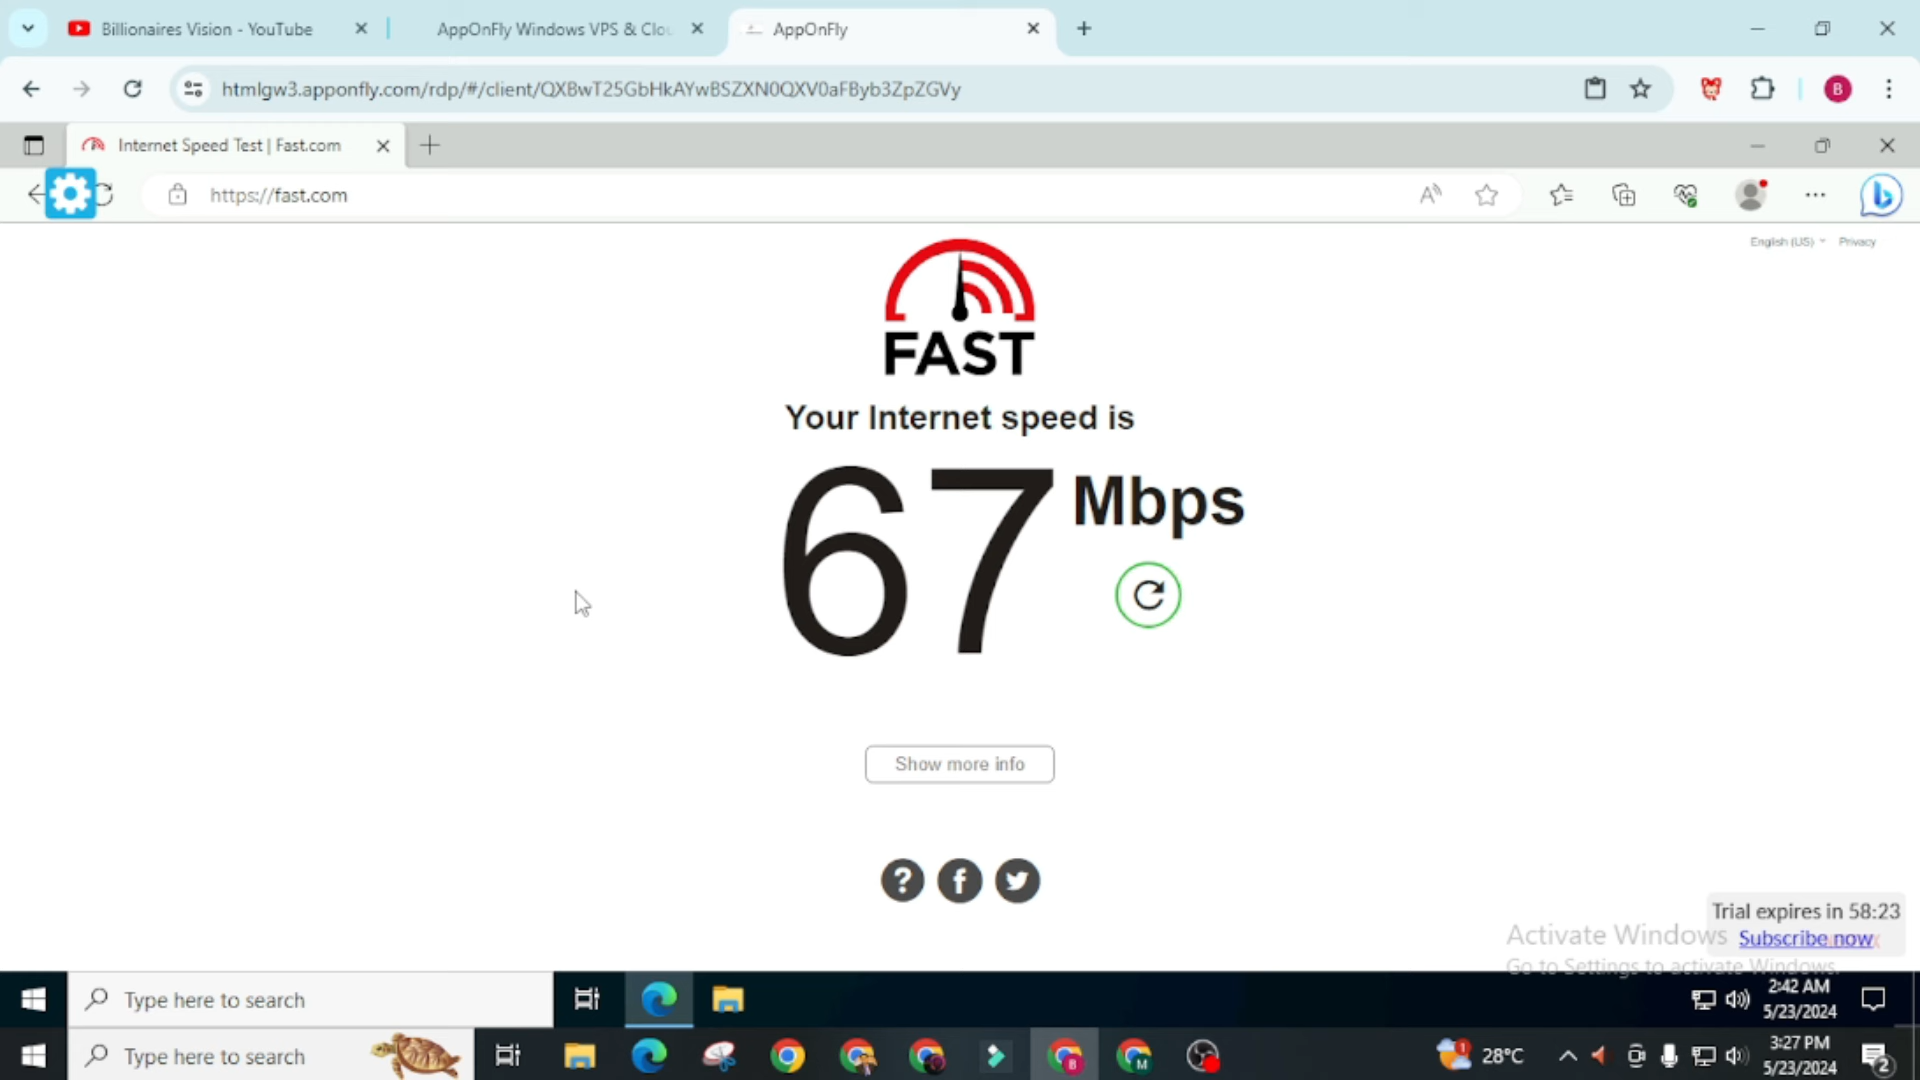 Billionaires Vision - YouTube
AppOnFly Windows VPS & Clou
AppOnFly
htmlgw3.apponfly.com/rdp/#/client/QXBwT25GbHkAYwBSZXN0QXV0aFByb3ZpZGVy
B
Internet Speed Test | Fast.com
https://fast.com
English (US)
Privacy
FAST
Your Internet speed is
67 Mbps
Show more info
Trial expires in 58:23
Activate Windows
Subscribe now
Go to Settings to activate Windows.
Type here to search
2:42 AM
5/23/2024
Type here to search
28°C
3:27 PM
5/23/2024
2